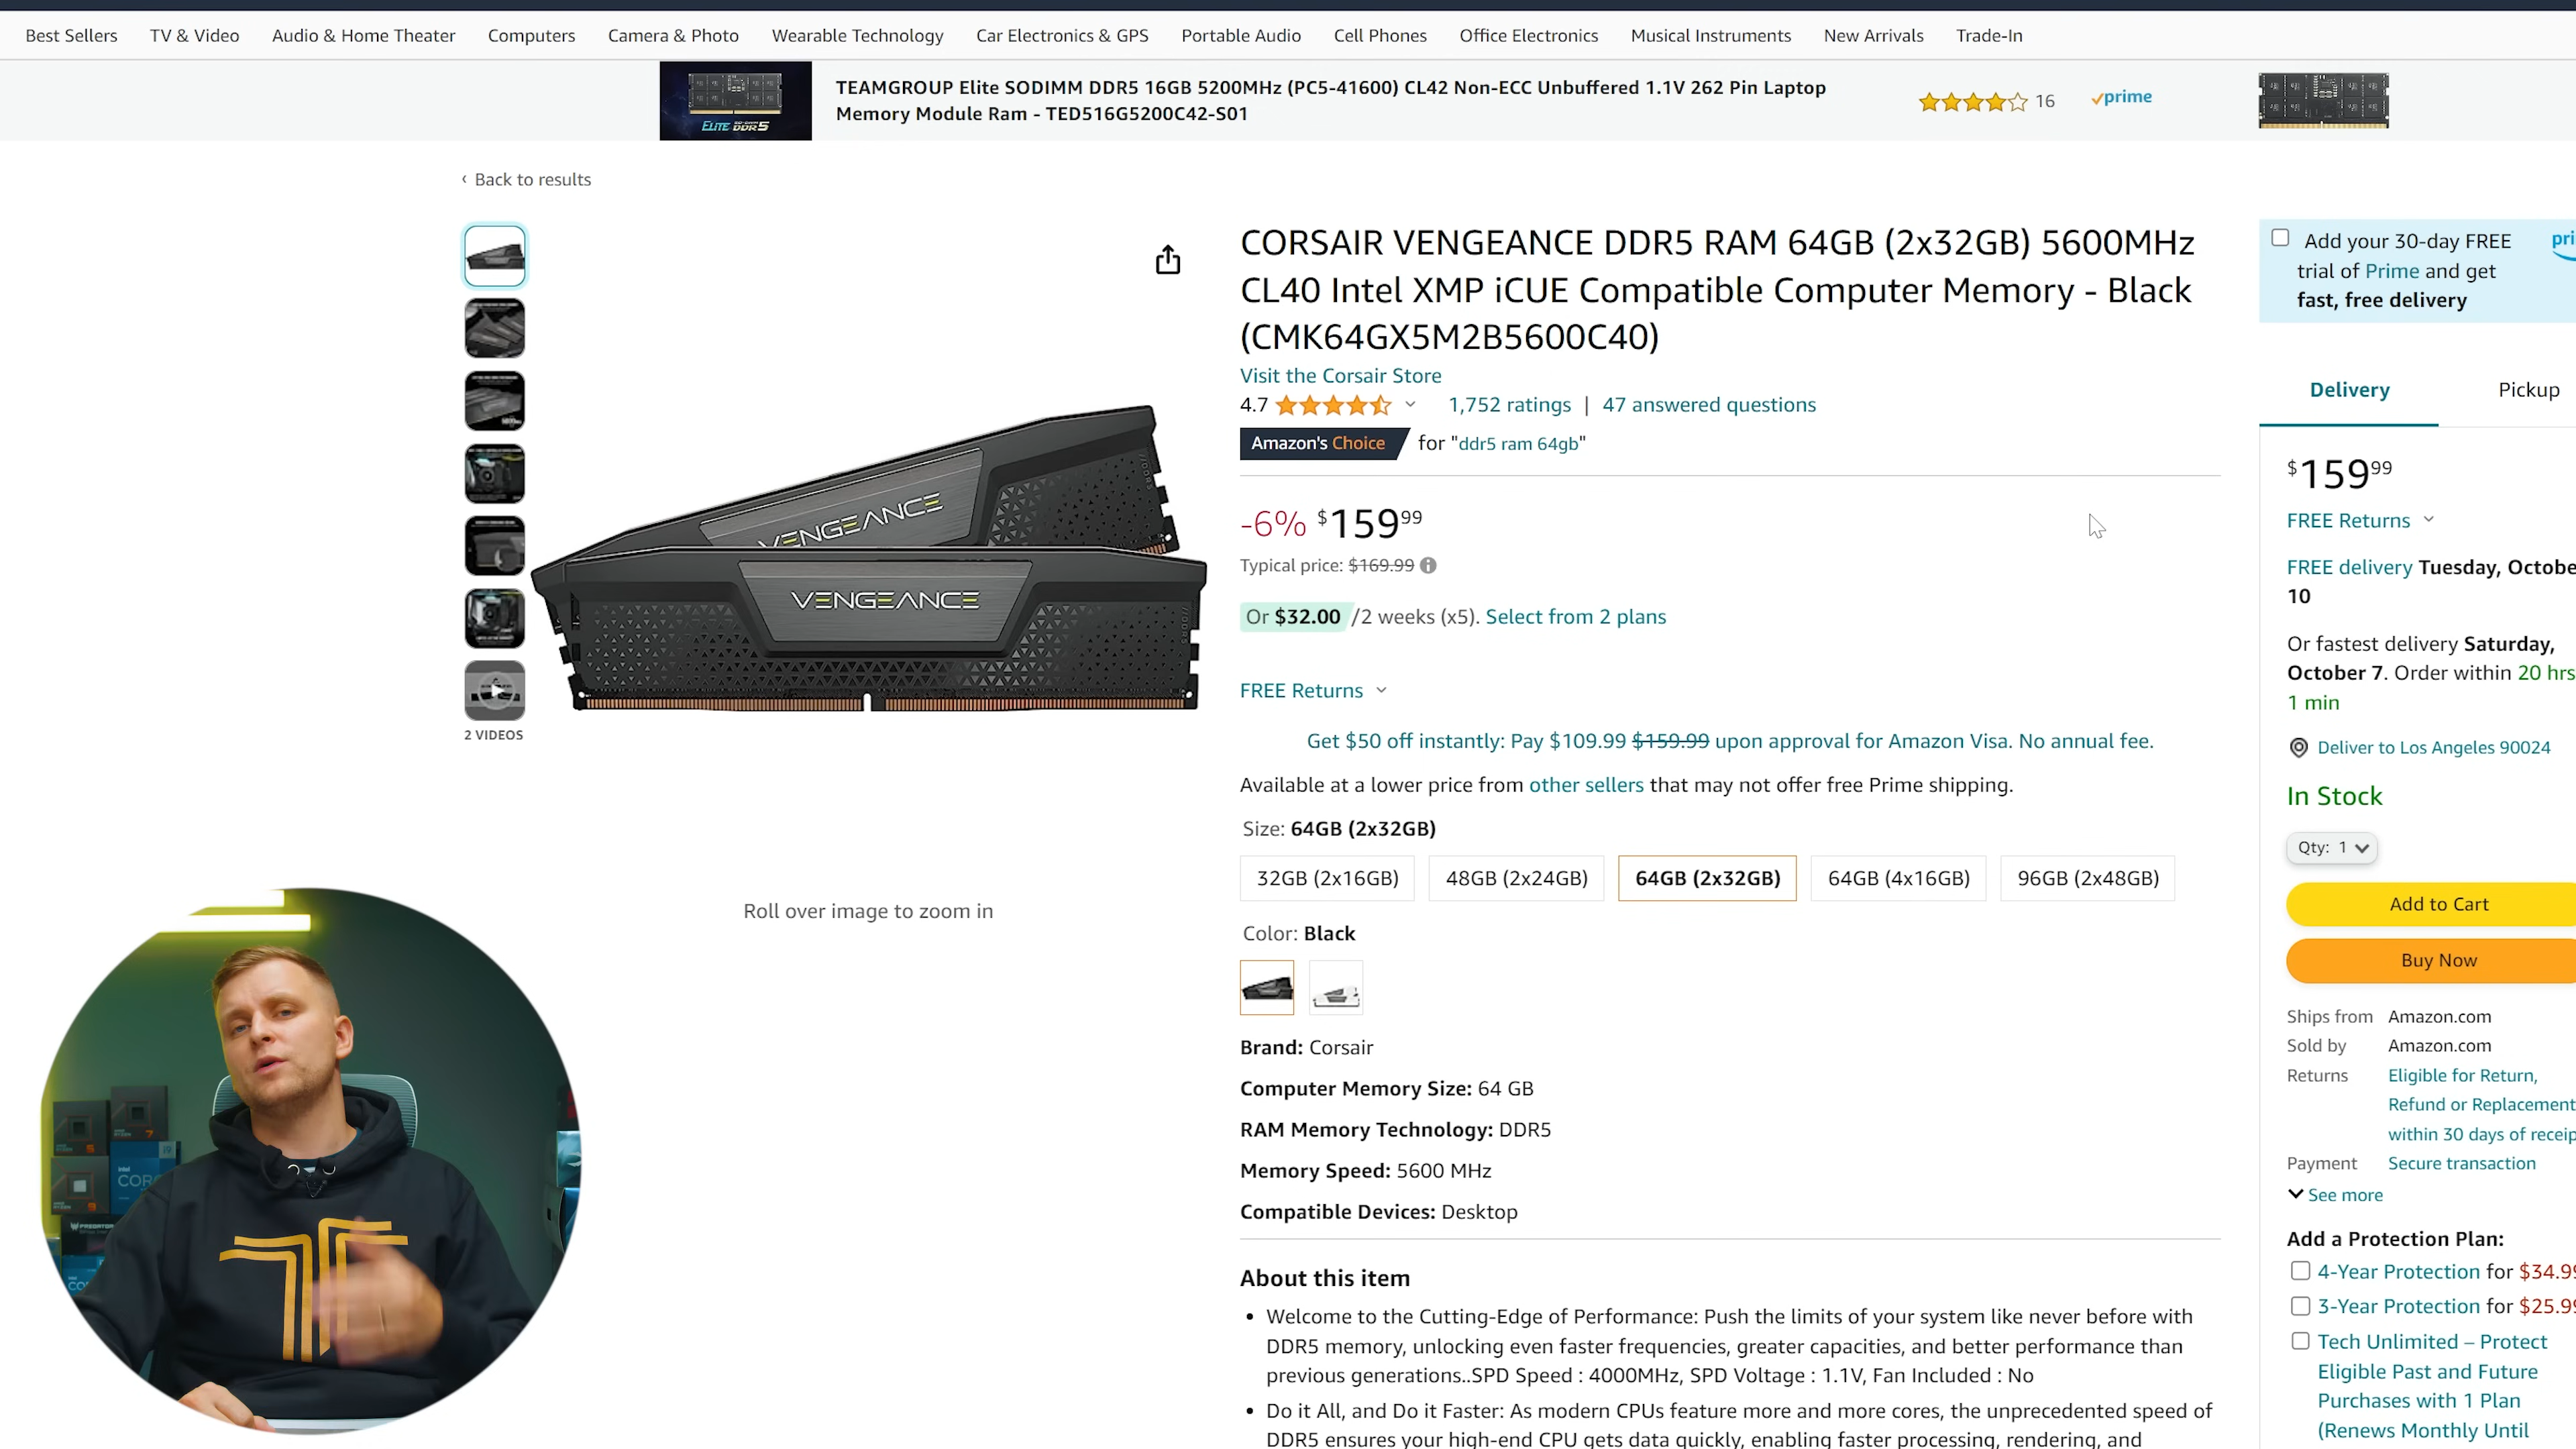 Best Sellers TV & Video Audio & Home Theater Computers Camera & Photo Wearable Technology Car Electronics & GPS Portable Audio Cell Phones Office Electronics Musical Instruments New Arrivals Trade-In
TEAMGROUP Elite SODIMM DDR5 16GB 5200MHz (PC5-41600) CL42 Non-ECC Unbuffered 1.1V 262 Pin Laptop
Memory Module Ram - TED516G5200C42-S01
16
prime
ELITE DDR5
‹ Back to results
CORSAIR VENGEANCE DDR5 RAM 64GB (2x32GB) 5600MHz
CL40 Intel XMP iCUE Compatible Computer Memory - Black
(CMK64GX5M2B5600C40)
Visit the Corsair Store
4.7 1,752 ratings | 47 answered questions
Amazon's Choice for "ddr5 ram 64gb"
-6% $159 99
Typical price: $169.99
Or $32.00 /2 weeks (x5). Select from 2 plans
FREE Returns
Get $50 off instantly: Pay $109.99 $159.99 upon approval for Amazon Visa. No annual fee.
Available at a lower price from other sellers that may not offer free Prime shipping.
Size: 64GB (2x32GB)
32GB (2x16GB) 48GB (2x24GB) 64GB (2x32GB) 64GB (4x16GB) 96GB (2x48GB)
Color: Black
Brand: Corsair
Computer Memory Size: 64 GB
RAM Memory Technology: DDR5
Memory Speed: 5600 MHz
Compatible Devices: Desktop
About this item
• Welcome to the Cutting-Edge of Performance: Push the limits of your system like never before with
DDR5 memory, unlocking even faster frequencies, greater capacities, and better performance than
previous generations..SPD Speed : 4000MHz, SPD Voltage : 1.1V, Fan Included : No
• Do it All, and Do it Faster: As modern CPUs feature more and more cores, the unprecedented speed of
DDR5 ensures your high-end CPU gets data quickly, enabling faster processing, rendering, and
VENGEANCE
VENGEANCE
2 VIDEOS
Roll over image to zoom in
intel
COR
PREDATOR
Add your 30-day FREE
trial of Prime and get
fast, free delivery
pri
Delivery Pickup
$159 99
FREE Returns
FREE delivery Tuesday, Octobe
10
Or fastest delivery Saturday,
October 7. Order within 20 hrs
1 min
Deliver to Los Angeles 90024
In Stock
Qty: 1
Add to Cart
Buy Now
Ships from Amazon.com
Sold by Amazon.com
Returns Eligible for Return,
Refund or Replacement
within 30 days of receip
Payment Secure transaction
See more
Add a Protection Plan:
4-Year Protection for $34.99
3-Year Protection for $25.99
Tech Unlimited – Protect
Eligible Past and Future
Purchases with 1 Plan
(Renews Monthly Until